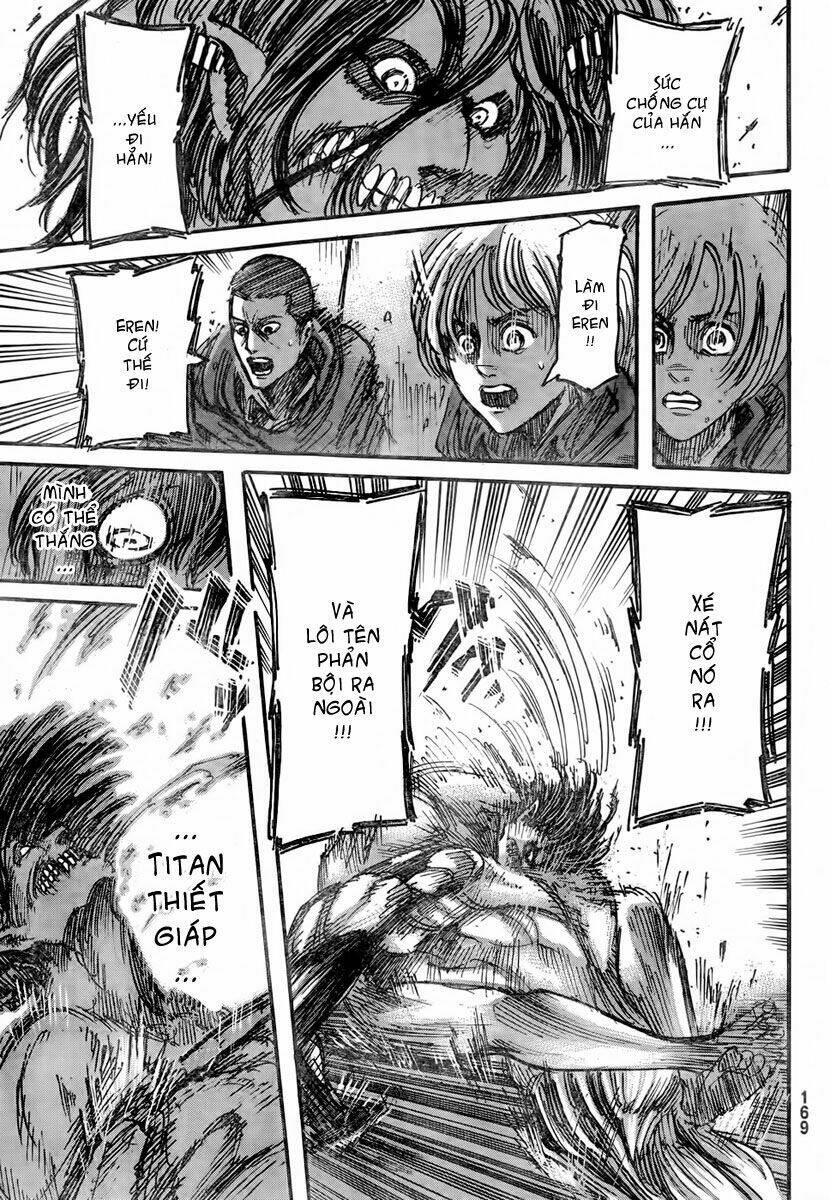 SỨC
CHỐNG CỰ
CỦA HẮN
...
...YẾU
ĐI
HẲN!
LÀM
ĐI
EREN
!!
EREN!
CỨ
THẾ
ĐI!
XÉ
NÁT
CỔ NÓ
RA
!!!
VÀ
LÔI TÊN
PHẢN
BỘI RA
NGOÀI
!!!
MÌNH
CÓ THỂ
THẮNG
...
...
TITAN
THIẾT
GIÁP
...
169